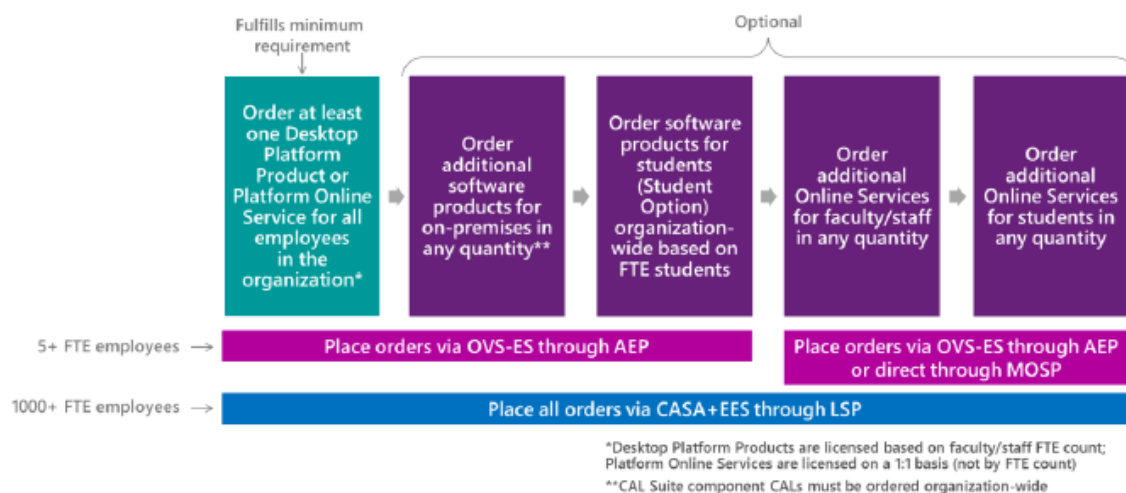 Fulfills minimum
requirement
Optional
Order at least
one Desktop
Platform
Product or
Platform Online
Service for all
employees
in the
organization*
Order
additional
software
products for
on-premises in
any quantity**
Order software
products for
students
(Student
Option)
organization-
wide based on
FTE students
Order
additional
Online Services
for faculty/staff
in any quantity
Order
additional
Online Services
for students in
any quantity
5+ FTE employees
Place orders via OVS-ES through AEP
Place orders via OVS-ES through AEP
or direct through MOSP
1000+ FTE employees
Place all orders via CASA+EES through LSP
*Desktop Platform Products are licensed based on faculty/staff FTE count;
Platform Online Services are licensed on a 1:1 basis (not by FTE count)
**CAL Suite component CALs must be ordered organization-wide